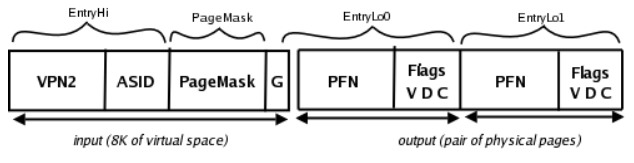 EntryHi PageMask EntryLo0 EntryLo1
VPN2 ASID PageMask G PFN Flags V D C PFN Flags V D C
input (8K of virtual space) output (pair of physical pages)